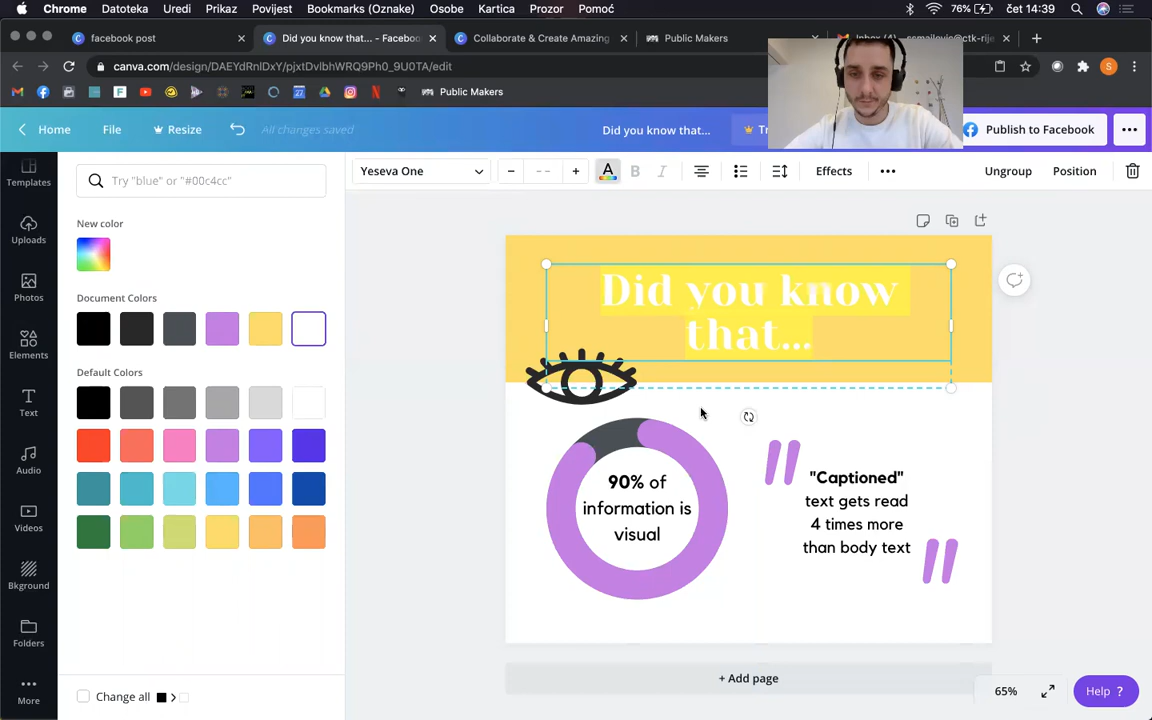 Chrome Datoteka Uredi Prikaz Povijest Bookmarks (Oznake) Osobe Kartica Prozor Pomoć 76% čet 14:39
facebook post Did you know that... - Facebo Collaborate & Create Amazing Public Makers Inbox (4)
canva.com/design/DAEYdRnlDxY/pjxtDvlbhWRQ9Ph0_9U0TA/edit
Public Makers
Home File Resize All changes saved Did you know that... Publish to Facebook
Templates
Uploads
Photos
Elements
Text
Audio
Videos
Bkground
Folders
More
Try "blue" or "#00c4cc"
New color
Document Colors
Default Colors
Change all
Yeseva One Effects Ungroup Position
Did you know
that...
90% of
information is
visual
"Captioned"
text gets read
4 times more
than body text
+ Add page
65% Help ?